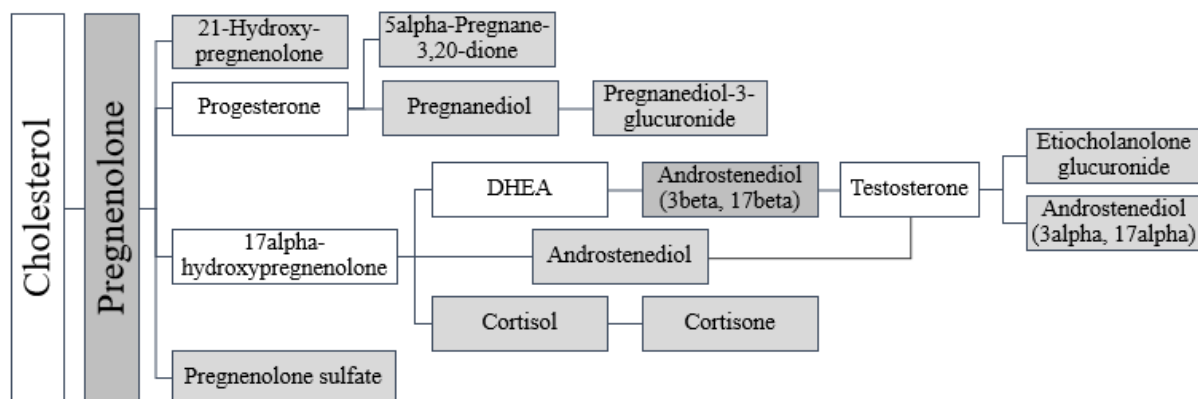 Cholesterol
Pregnenolone
21-Hydroxy-
pregnenolone
5alpha-Pregnane-
3,20-dione
Progesterone
Pregnanediol
Pregnanediol-3-
glucuronide
DHEA
Androstenediol
(3beta, 17beta)
Testosterone
Etiocholanolone
glucuronide
Androstenediol
(3alpha, 17alpha)
17alpha-
hydroxypregnenolone
Androstenediol
Cortisol
Cortisone
Pregnenolone sulfate